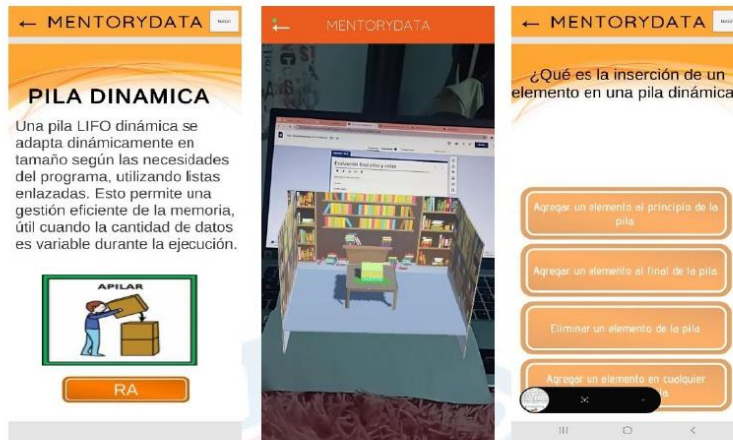 ← MENTORYDATA
PILA DINAMICA
Una pila LIFO dinámica se
adapta dinámicamente en
tamaño según las necesidades
del programa, utilizando listas
enlazadas. Esto permite una
gestión eficiente de la memoria,
útil cuando la cantidad de datos
es variable durante la ejecución.
APILAR
RA
← MENTORYDATA
← MENTORYDATA
¿Qué es la inserción de un
elemento en una pila dinámica
Agregar un elemento al principio de la
pila
Agregar un elemento al final de la pila
Eliminar un elemento de la pila
Agregar un elemento en cualquier